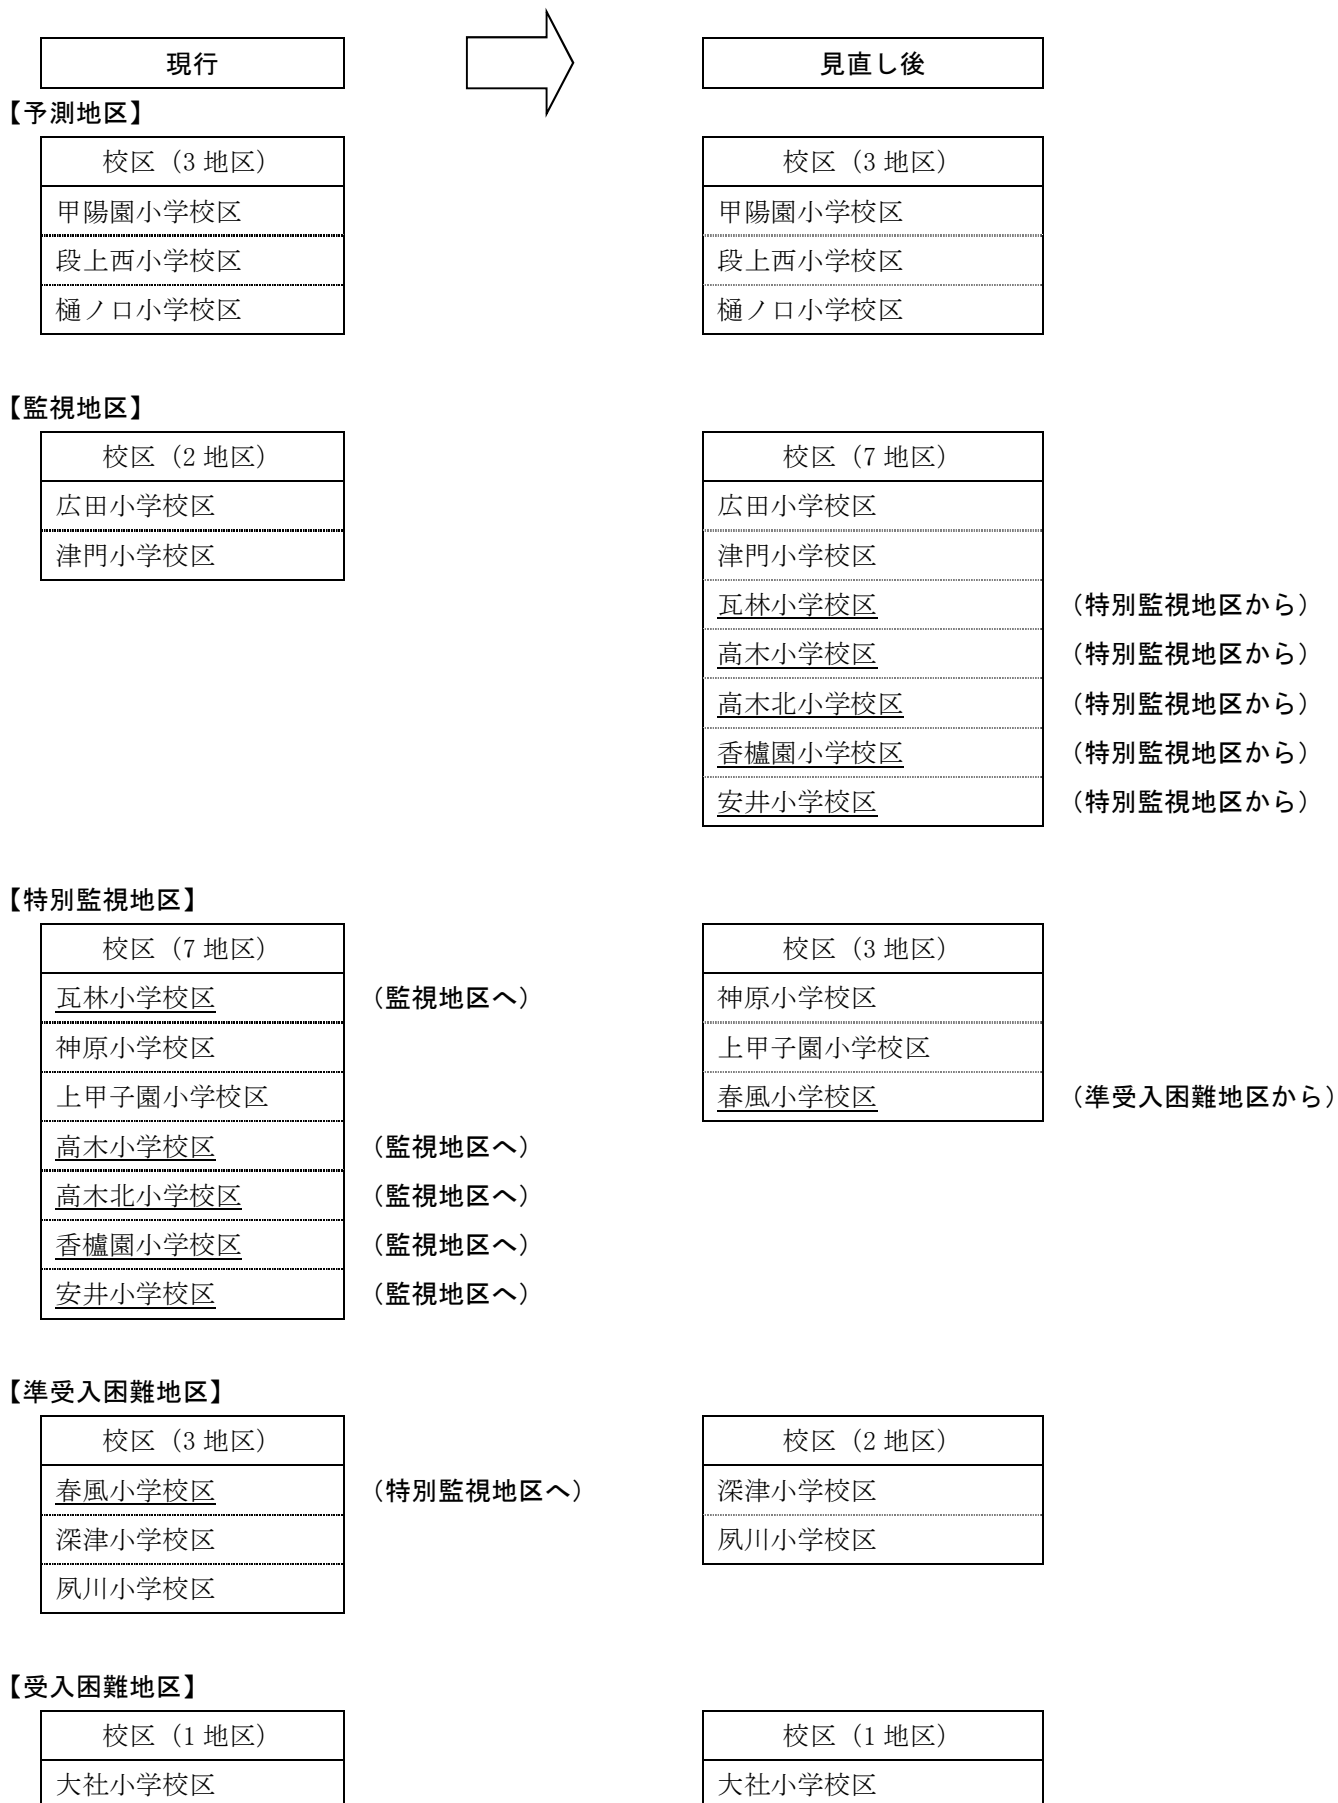 現行
見直し後
【予測地区】
校区（3 地区）
校区（3 地区）
甲陽園小学校区
甲陽園小学校区
段上西小学校区
段上西小学校区
樋ノ口小学校区
樋ノ口小学校区
【監視地区】
校区（2 地区）
校区（7 地区）
広田小学校区
広田小学校区
津門小学校区
津門小学校区
瓦林小学校区 （特別監視地区から）
高木小学校区 （特別監視地区から）
高木北小学校区 （特別監視地区から）
香櫨園小学校区 （特別監視地区から）
安井小学校区 （特別監視地区から）
【特別監視地区】
校区（7 地区）
校区（3 地区）
瓦林小学校区 （監視地区へ）
神原小学校区
神原小学校区
上甲子園小学校区
上甲子園小学校区
春風小学校区 （準受入困難地区から）
高木小学校区 （監視地区へ）
高木北小学校区 （監視地区へ）
香櫨園小学校区 （監視地区へ）
安井小学校区 （監視地区へ）
【準受入困難地区】
校区（3 地区）
校区（2 地区）
春風小学校区 （特別監視地区へ）
深津小学校区
深津小学校区
夙川小学校区
夙川小学校区
【受入困難地区】
校区（1 地区）
校区（1 地区）
大社小学校区
大社小学校区